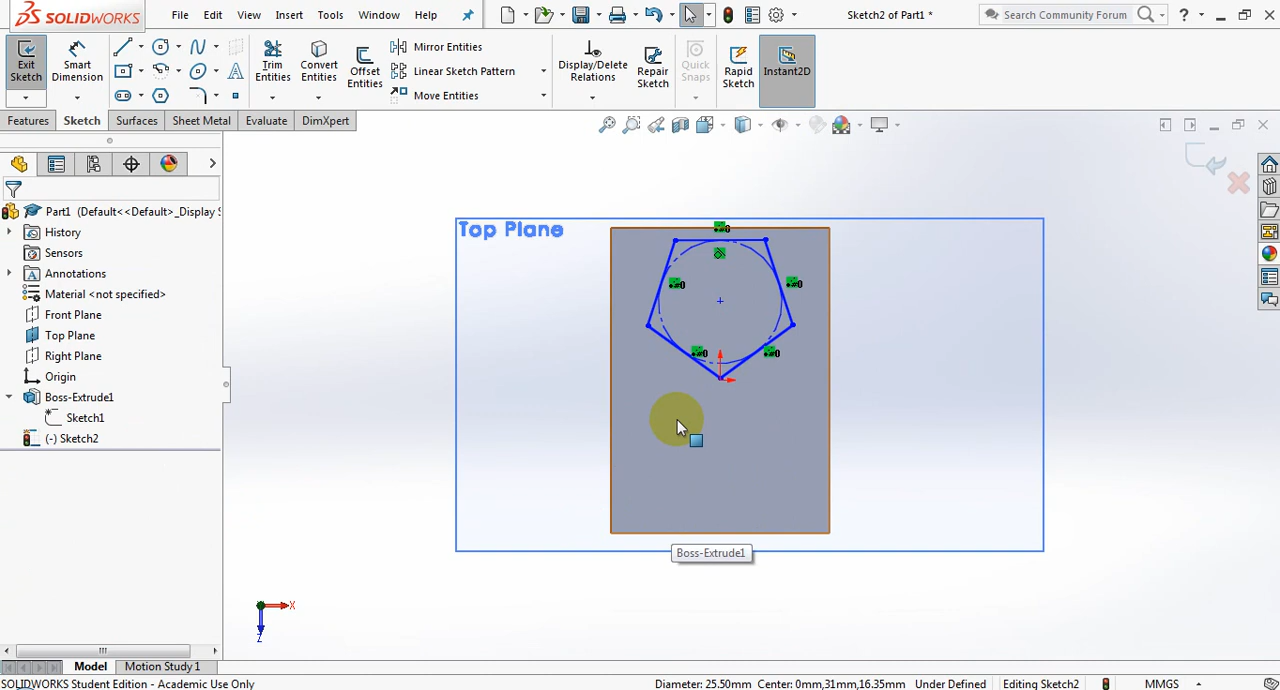 SOLIDWORKS File Edit View Insert Tools Window Help Sketch2 of Part1 * Search Community Forum ?
Exit Sketch
Smart Dimension
Trim Entities
Convert Entities
Offset Entities
Mirror Entities
Linear Sketch Pattern
Move Entities
Display/Delete Relations
Repair Sketch
Quick Snaps
Rapid Sketch
Instant2D
Features Sketch Surfaces Sheet Metal Evaluate DimXpert
Part1 (Default<<Default>_Display S
History
Sensors
Annotations
Material <not specified>
Front Plane
Top Plane
Right Plane
Origin
Boss-Extrude1
Sketch1
(-) Sketch2
Top Plane
Boss-Extrude1
X
Z
Model Motion Study 1
SOLIDWORKS Student Edition - Academic Use Only Diameter: 25.50mm Center: 0mm,31mm,16.35mm Under Defined Editing Sketch2 MMGS